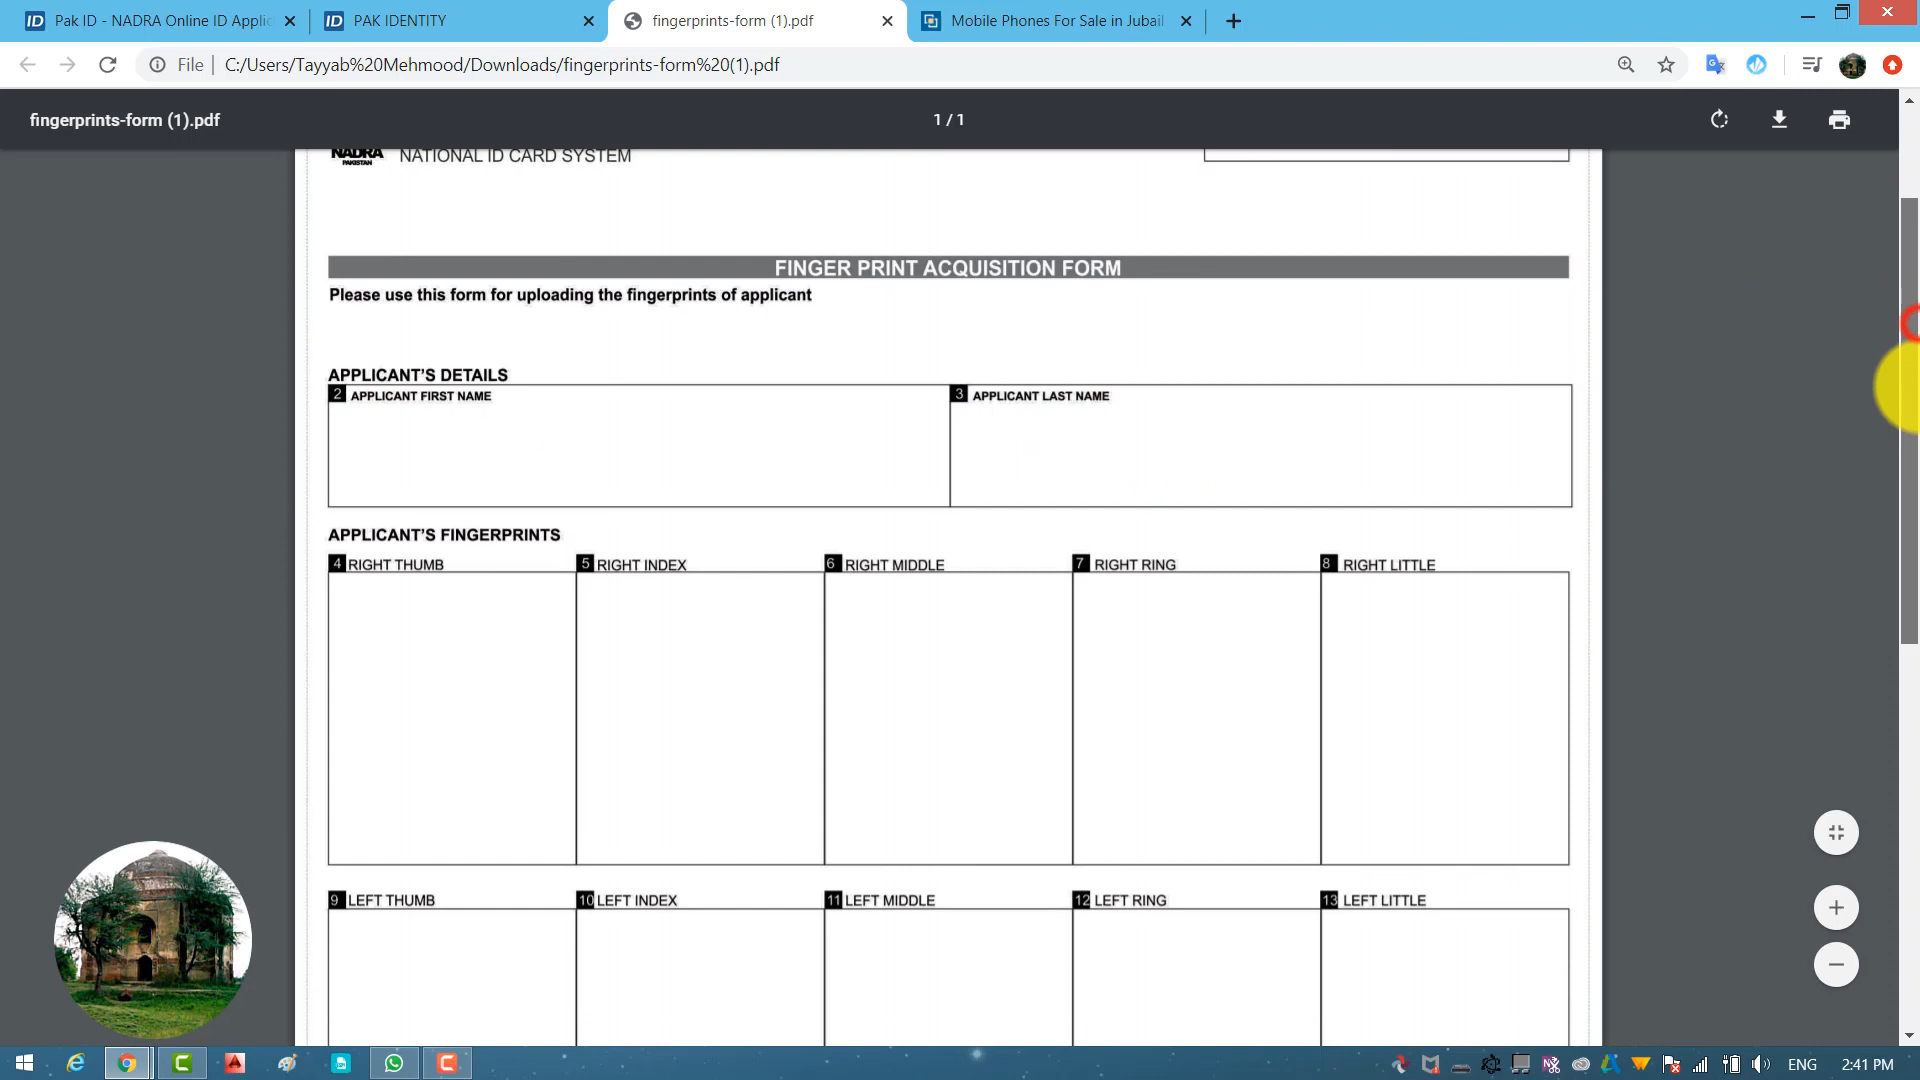 Pak ID - NADRA Online ID Applic
PAK IDENTITY
fingerprints-form (1).pdf
Mobile Phones For Sale in Jubail
File
C:/Users/Tayyab%20Mehmood/Downloads/fingerprints-form%20(1).pdf
fingerprints-form (1).pdf
1 / 1
NADRA
PAKISTAN
NATIONAL ID CARD SYSTEM
FINGER PRINT ACQUISITION FORM
Please use this form for uploading the fingerprints of applicant
APPLICANT'S DETAILS
2 APPLICANT FIRST NAME
3 APPLICANT LAST NAME
APPLICANT'S FINGERPRINTS
4 RIGHT THUMB
5 RIGHT INDEX
6 RIGHT MIDDLE
7 RIGHT RING
8 RIGHT LITTLE
9 LEFT THUMB
10 LEFT INDEX
11 LEFT MIDDLE
12 LEFT RING
13 LEFT LITTLE
ENG
2:41 PM